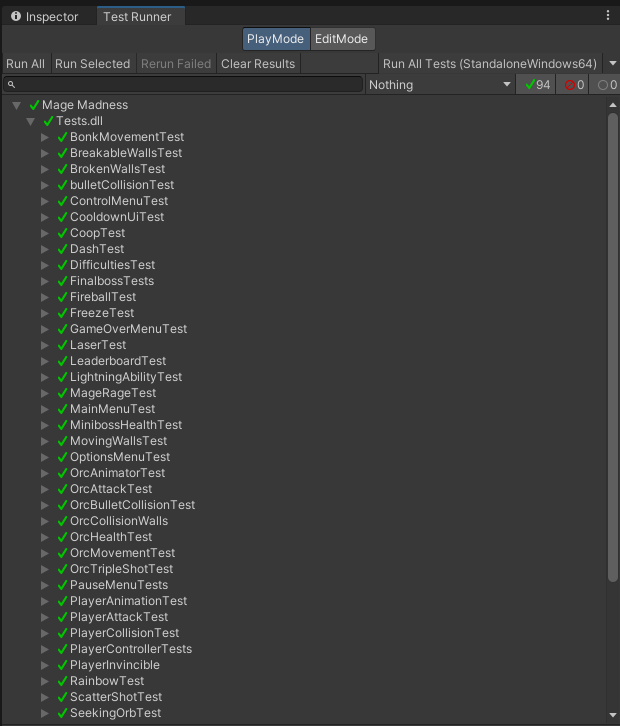 Inspector Test Runner
PlayMode EditMode
Run All Run Selected Rerun Failed Clear Results Run All Tests (StandaloneWindows64)
Nothing 94 0 0
Mage Madness
Tests.dll
BonkMovementTest
BreakableWallsTest
BrokenWallsTest
bulletCollisionTest
ControlMenuTest
CooldownUiTest
CoopTest
DashTest
DifficultiesTest
FinalbossTests
FireballTest
FreezeTest
GameOverMenuTest
LaserTest
LeaderboardTest
LightningAbilityTest
MageRageTest
MainMenuTest
MinibossHealthTest
MovingWallsTest
OptionsMenuTest
OrcAnimatorTest
OrcAttackTest
OrcBulletCollisionTest
OrcCollisionWalls
OrcHealthTest
OrcMovementTest
OrcTripleShotTest
PauseMenuTests
PlayerAnimationTest
PlayerAttackTest
PlayerCollisionTest
PlayerControllerTests
PlayerInvincible
RainbowTest
ScatterShotTest
SeekingOrbTest